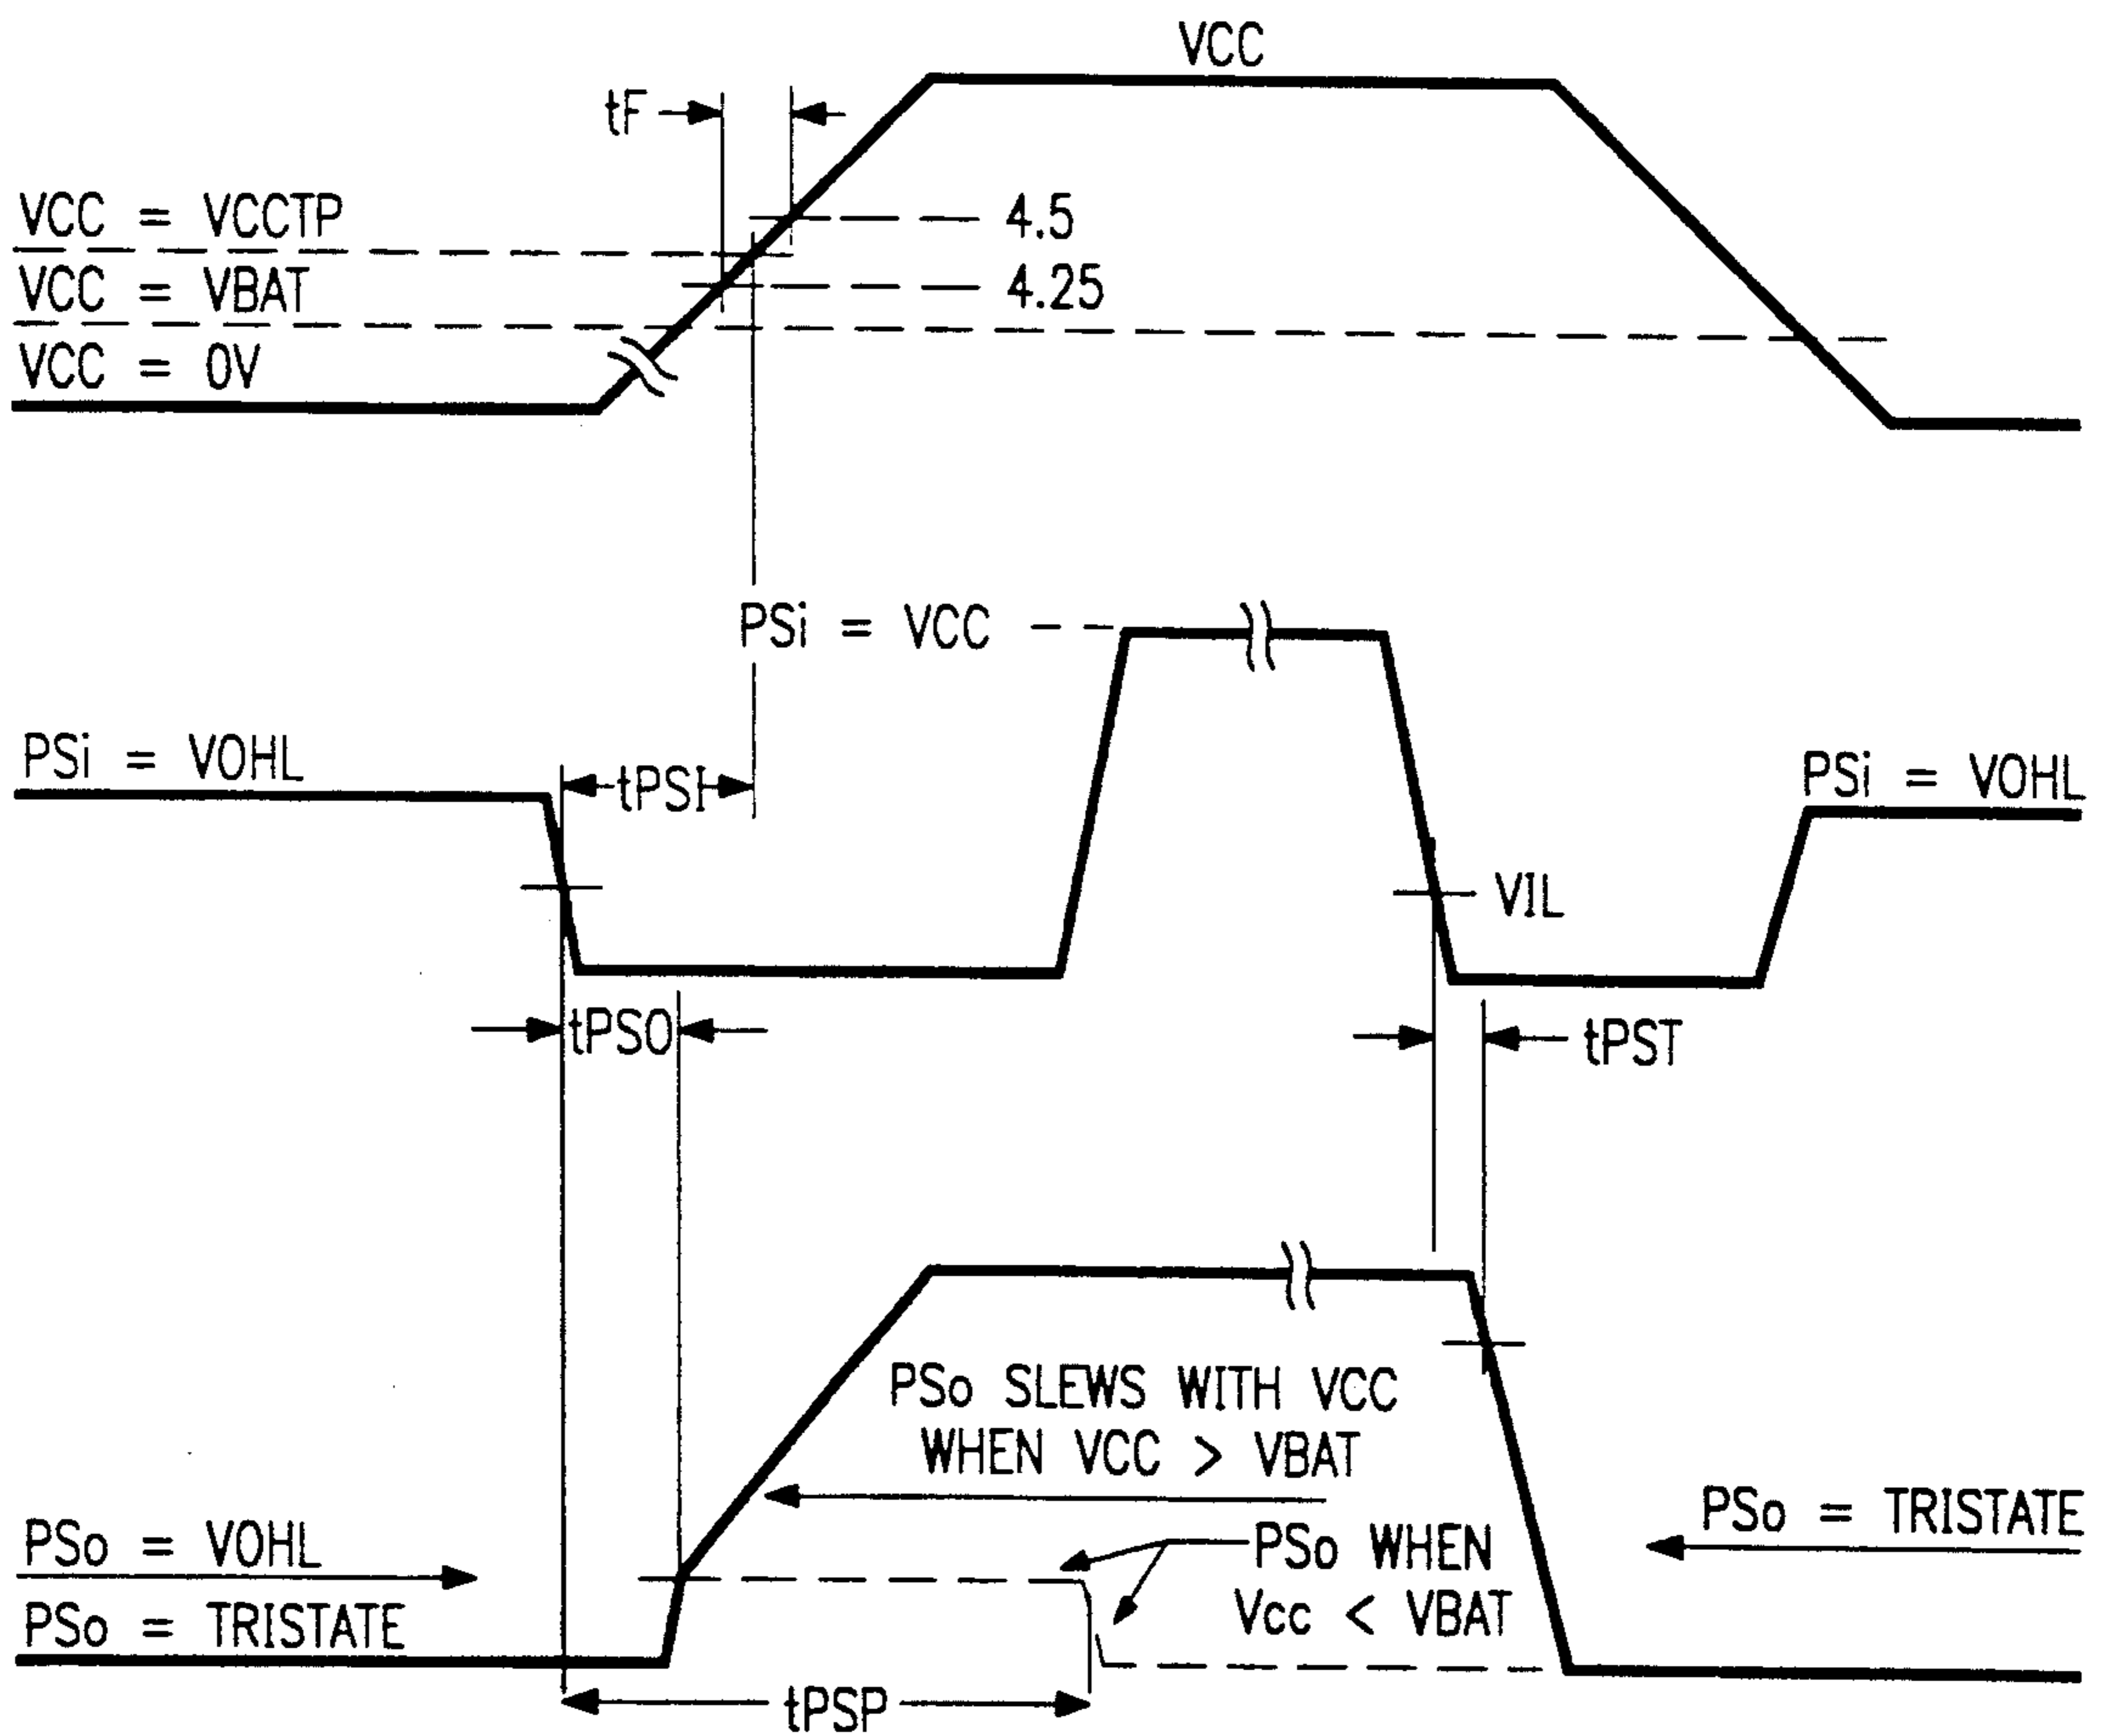 VCC
tF
VCC = VCCTP
4.5
VCC = VBAT
4.25
VCC = 0V
PSi = VCC
PSi = VOHL
tPSI
PSi = VOHL
VIL
tPSO
tPST
PSo SLEWS WITH VCC
WHEN VCC > VBAT
PSo = VOHL
PSo WHEN
Vcc < VBAT
PSo = TRISTATE
PSo = TRISTATE
tPSP